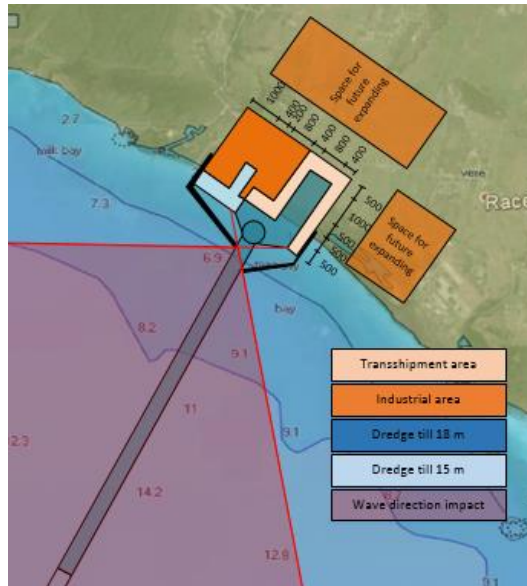 2.7
milk bay
7.3
6.9
8.2
9.1
11
9.1
2.3
14.2
12.8
9.1
bay
Race
1000
400
200
800
800
400
500
1000
500
500
500
Space for
future
expanding
Space for
future
expanding
Transshipment area
Industrial area
Dredge till 18 m
Dredge till 15 m
Wave direction impact